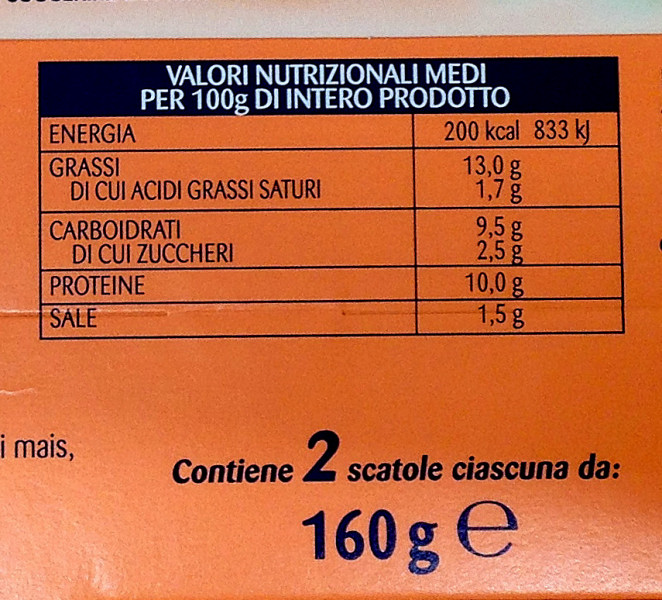 VALORI NUTRIZIONALI MEDI
PER 100g DI INTERO PRODOTTO
ENERGIA 200 kcal 833 kJ
GRASSI 13,0 g
DI CUI ACIDI GRASSI SATURI 1,7 g
CARBOIDRATI 9,5 g
DI CUI ZUCCHERI 2,5 g
PROTEINE 10,0 g
SALE 1,5 g
i mais,
Contiene 2 scatole ciascuna da:
160 g ℮